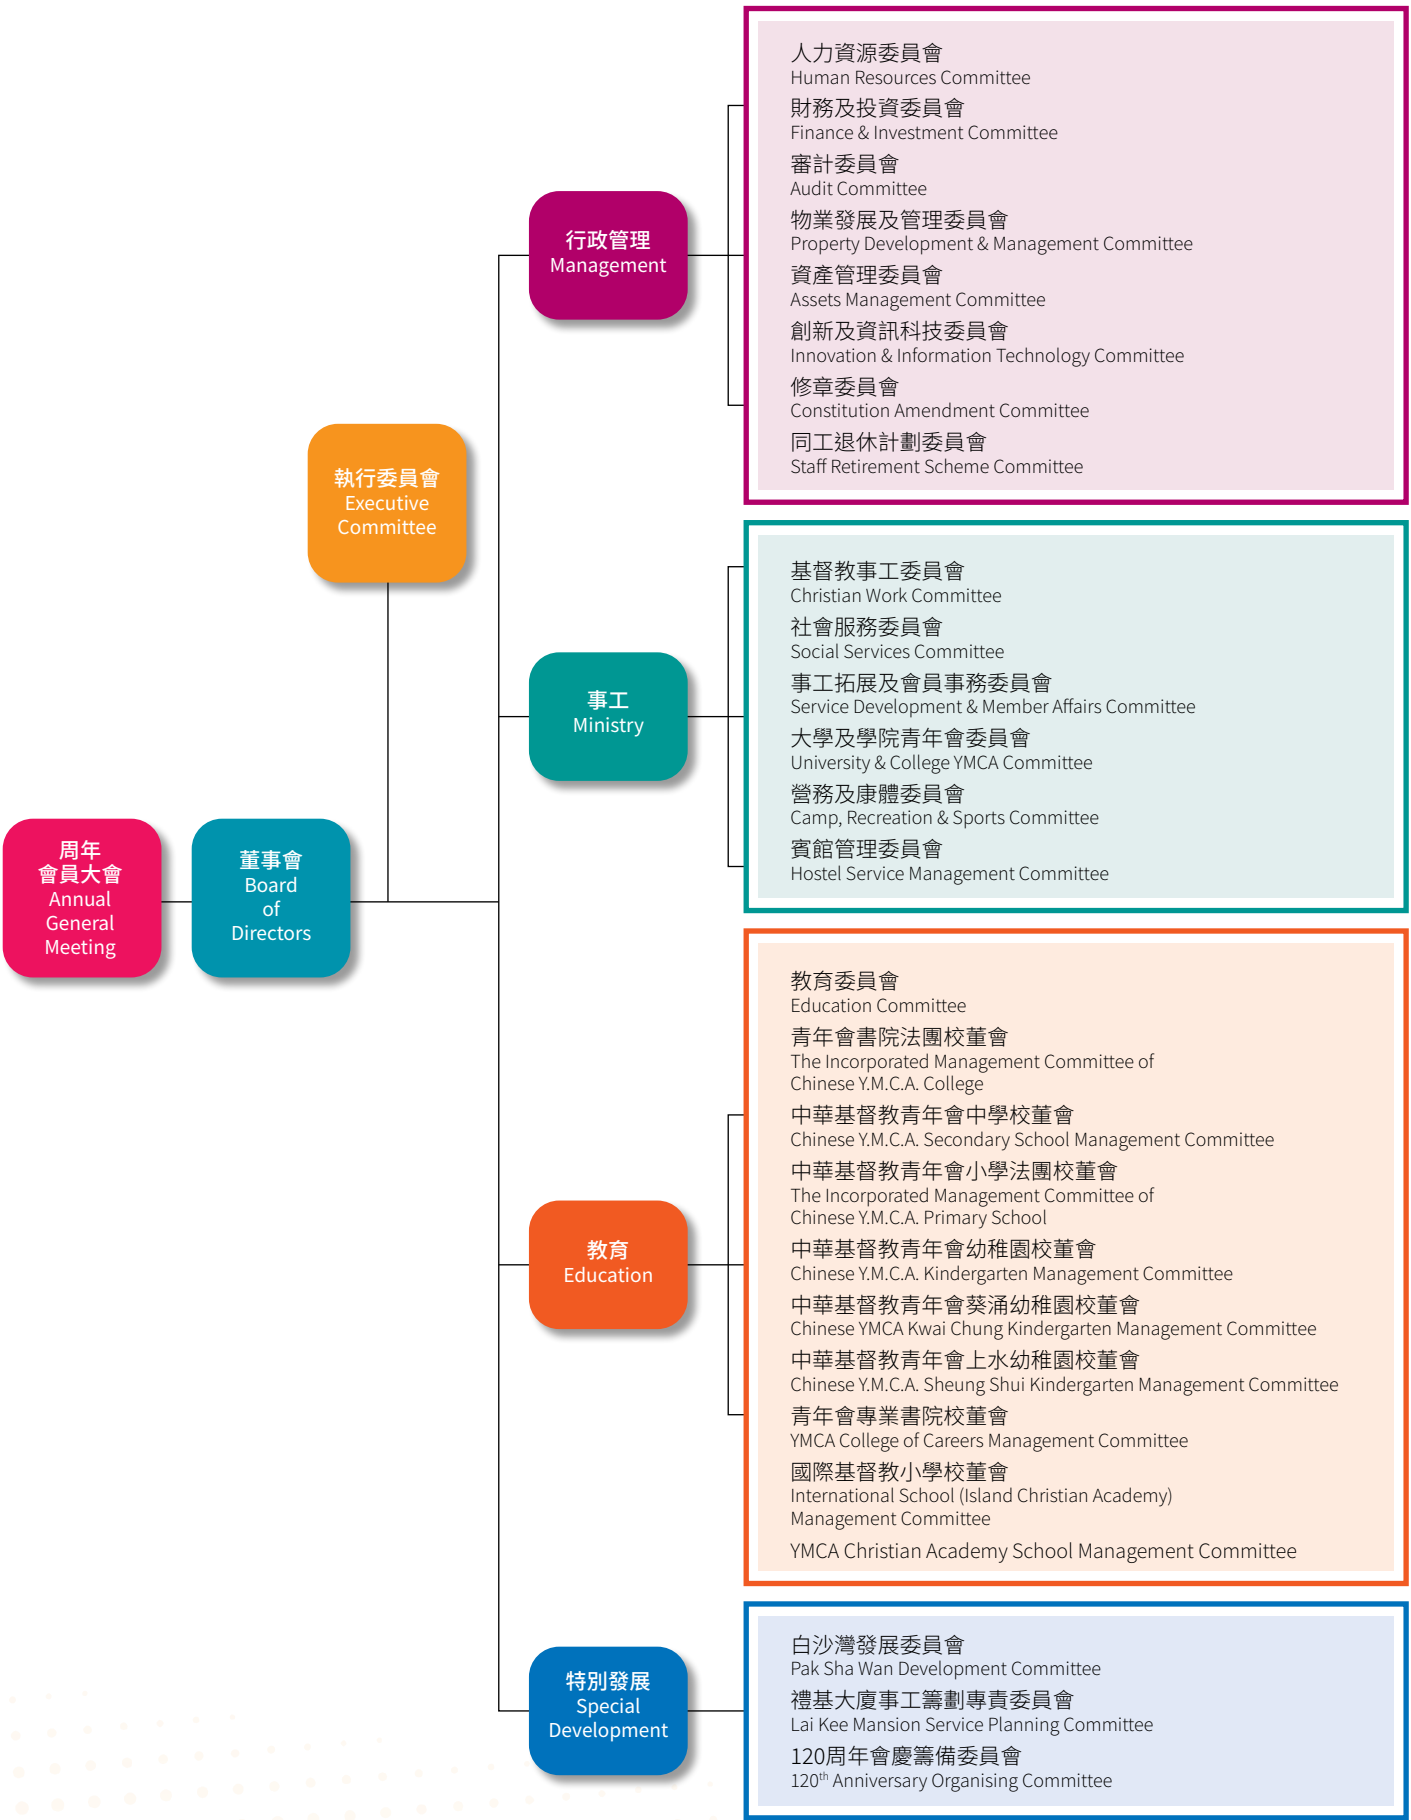 周年
會員大會
Annual
General
Meeting
董事會
Board
of
Directors
執行委員會
Executive
Committee
行政管理
Management
人力資源委員會
Human Resources Committee
財務及投資委員會
Finance & Investment Committee
審計委員會
Audit Committee
物業發展及管理委員會
Property Development & Management Committee
資產管理委員會
Assets Management Committee
創新及資訊科技委員會
Innovation & Information Technology Committee
修章委員會
Constitution Amendment Committee
同工退休計劃委員會
Staff Retirement Scheme Committee
事工
Ministry
基督教事工委員會
Christian Work Committee
社會服務委員會
Social Services Committee
事工拓展及會員事務委員會
Service Development & Member Affairs Committee
大學及學院青年會委員會
University & College YMCA Committee
營務及康體委員會
Camp, Recreation & Sports Committee
賓館管理委員會
Hostel Service Management Committee
教育
Education
教育委員會
Education Committee
青年會書院法團校董會
The Incorporated Management Committee of
Chinese Y.M.C.A. College
中華基督教青年會中學校董會
Chinese Y.M.C.A. Secondary School Management Committee
中華基督教青年會小學法團校董會
The Incorporated Management Committee of
Chinese Y.M.C.A. Primary School
中華基督教青年會幼稚園校董會
Chinese Y.M.C.A. Kindergarten Management Committee
中華基督教青年會葵涌幼稚園校董會
Chinese YMCA Kwai Chung Kindergarten Management Committee
中華基督教青年會上水幼稚園校董會
Chinese Y.M.C.A. Sheung Shui Kindergarten Management Committee
青年會專業書院校董會
YMCA College of Careers Management Committee
國際基督教小學校董會
International School (Island Christian Academy)
Management Committee
YMCA Christian Academy School Management Committee
特別發展
Special
Development
白沙灣發展委員會
Pak Sha Wan Development Committee
禮基大廈事工籌劃專責委員會
Lai Kee Mansion Service Planning Committee
120周年會慶籌備委員會
120th Anniversary Organising Committee